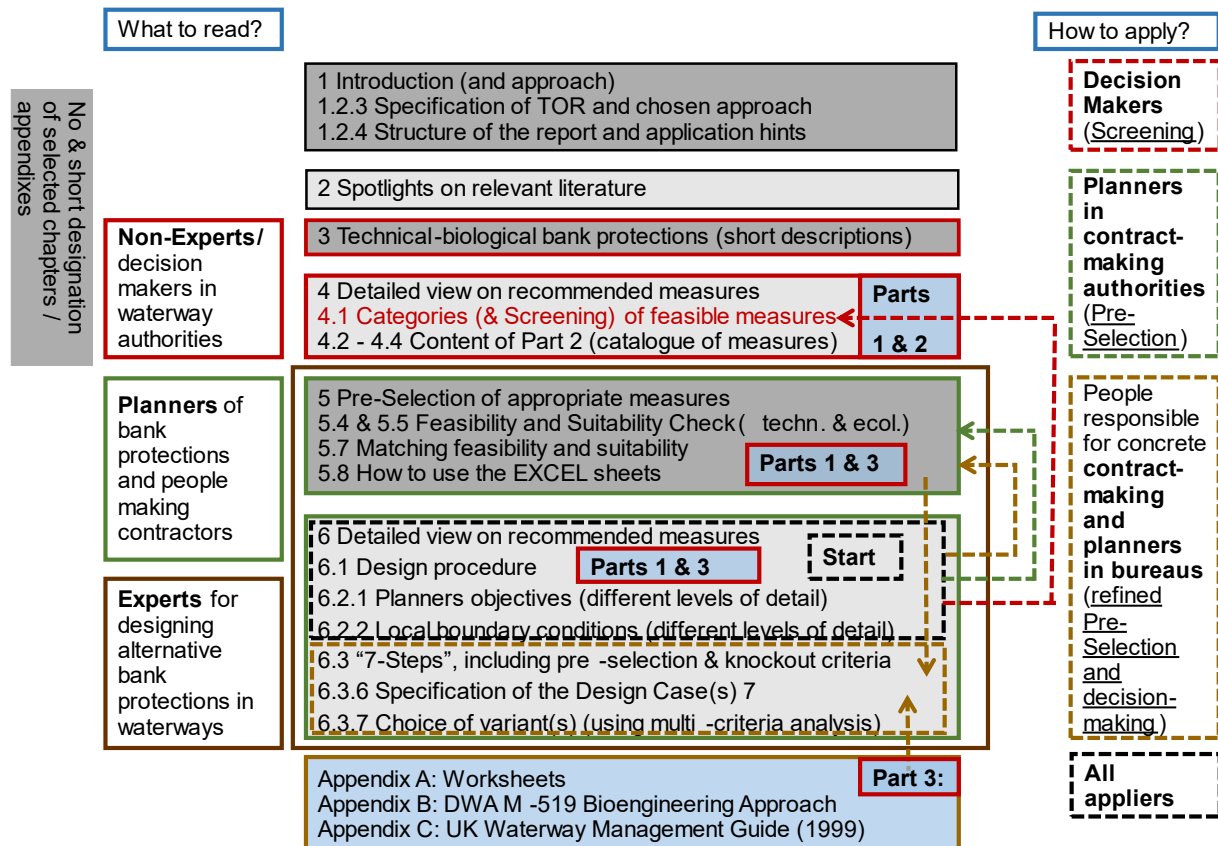 What to read?
How to apply?
No & short designation
of selected chapters /
appendixes
1 Introduction (and approach)
1.2.3 Specification of TOR and chosen approach
1.2.4 Structure of the report and application hints
2 Spotlights on relevant literature
3 Technical-biological bank protections (short descriptions)
4 Detailed view on recommended measures
4.1 Categories (& Screening) of feasible measures
4.2 - 4.4 Content of Part 2 (catalogue of measures)
Parts
1 & 2
5 Pre-Selection of appropriate measures
5.4 & 5.5 Feasibility and Suitability Check ( techn. & ecol.)
5.7 Matching feasibility and suitability
5.8 How to use the EXCEL sheets
Parts 1 & 3
6 Detailed view on recommended measures
6.1 Design procedure
Parts 1 & 3
Start
6.2.1 Planners objectives (different levels of detail)
6.2.2 Local boundary conditions (different levels of detail)
6.3 “7-Steps”, including pre -selection & knockout criteria
6.3.6 Specification of the Design Case(s) 7
6.3.7 Choice of variant(s) (using multi -criteria analysis)
Appendix A: Worksheets
Part 3:
Appendix B: DWA M -519 Bioengineering Approach
Appendix C: UK Waterway Management Guide (1999)
Non-Experts/
decision
makers in
waterway
authorities
Planners of
bank
protections
and people
making
contractors
Experts for
designing
alternative
bank
protections in
waterways
Decision
Makers
(Screening)
Planners
in
contract-
making
authorities
(Pre-
Selection)
People
responsible
for concrete
contract-
making
and
planners
in bureaus
(refined
Pre-
Selection
and
decision-
making)
All
appliers